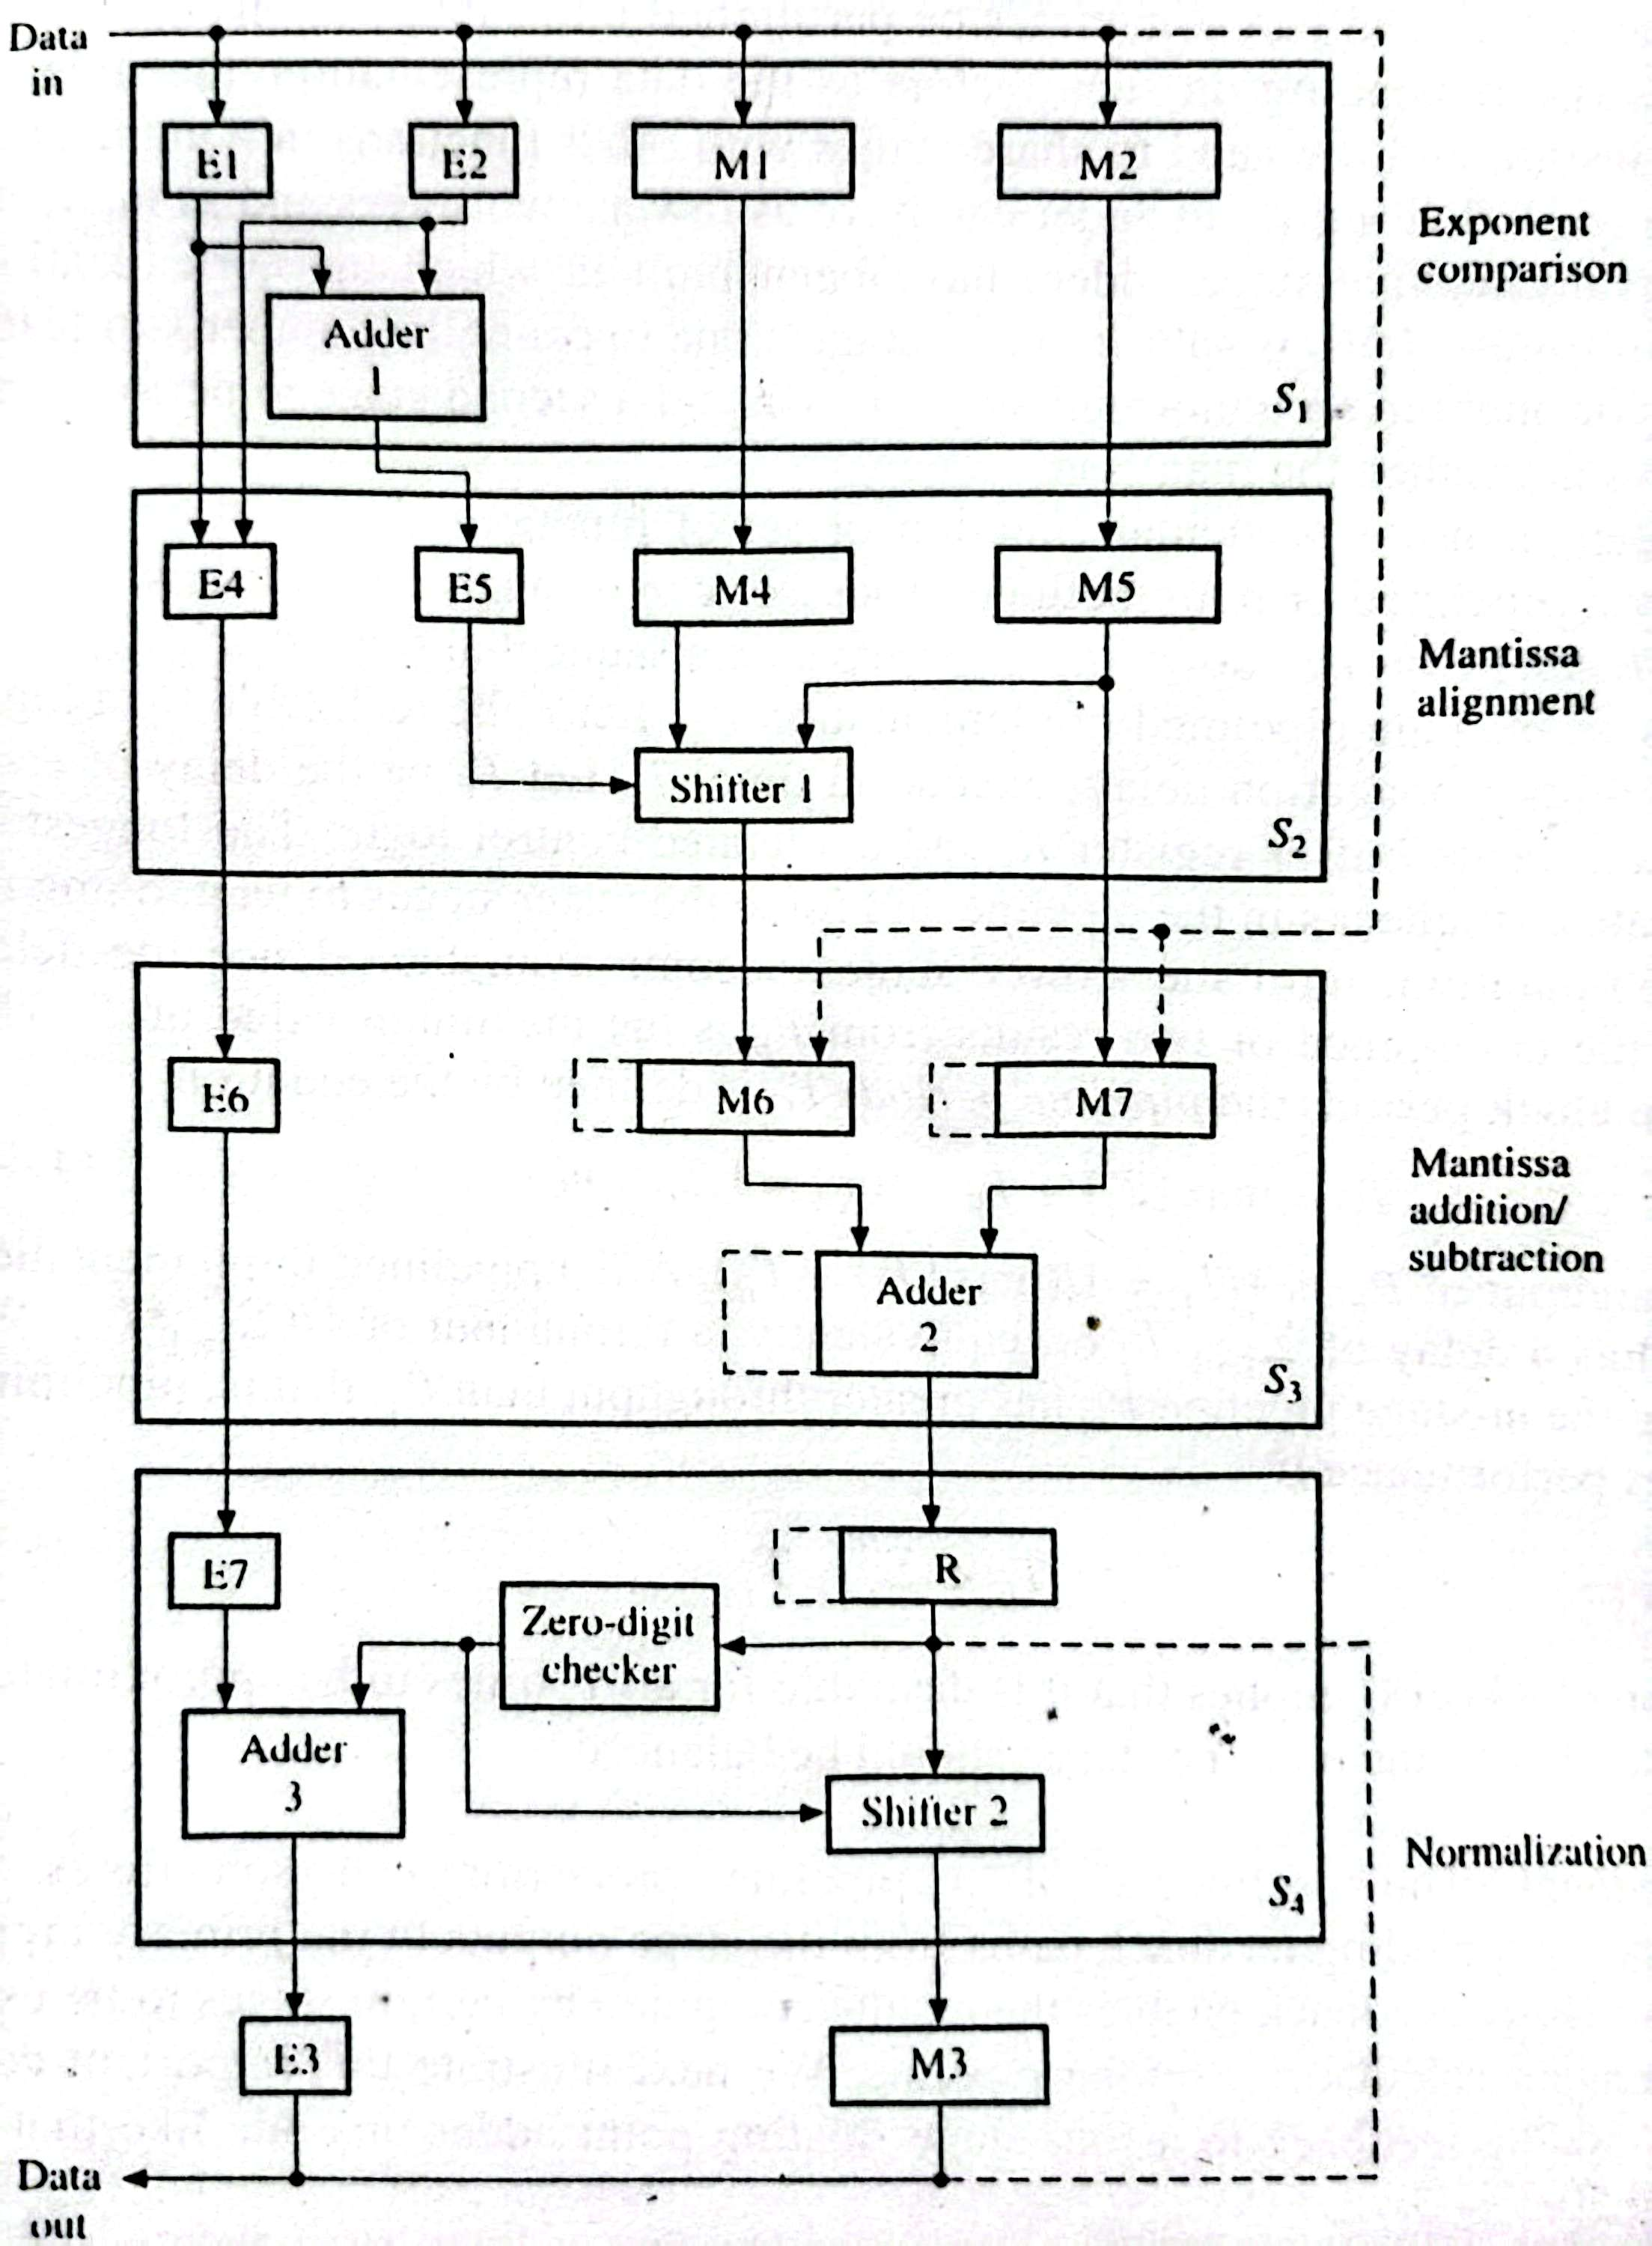 Data
in
E1
E2
M1
M2
Adder
1
S1
Exponent
comparison
E4
E5
M4
M5
Shifter 1
S2
Mantissa
alignment
E6
M6
M7
Adder
2
S3
Mantissa
addition/
subtraction
E7
R
Zero-digit
checker
Adder
3
Shifter 2
S4
Normalization
E3
M3
Data
out